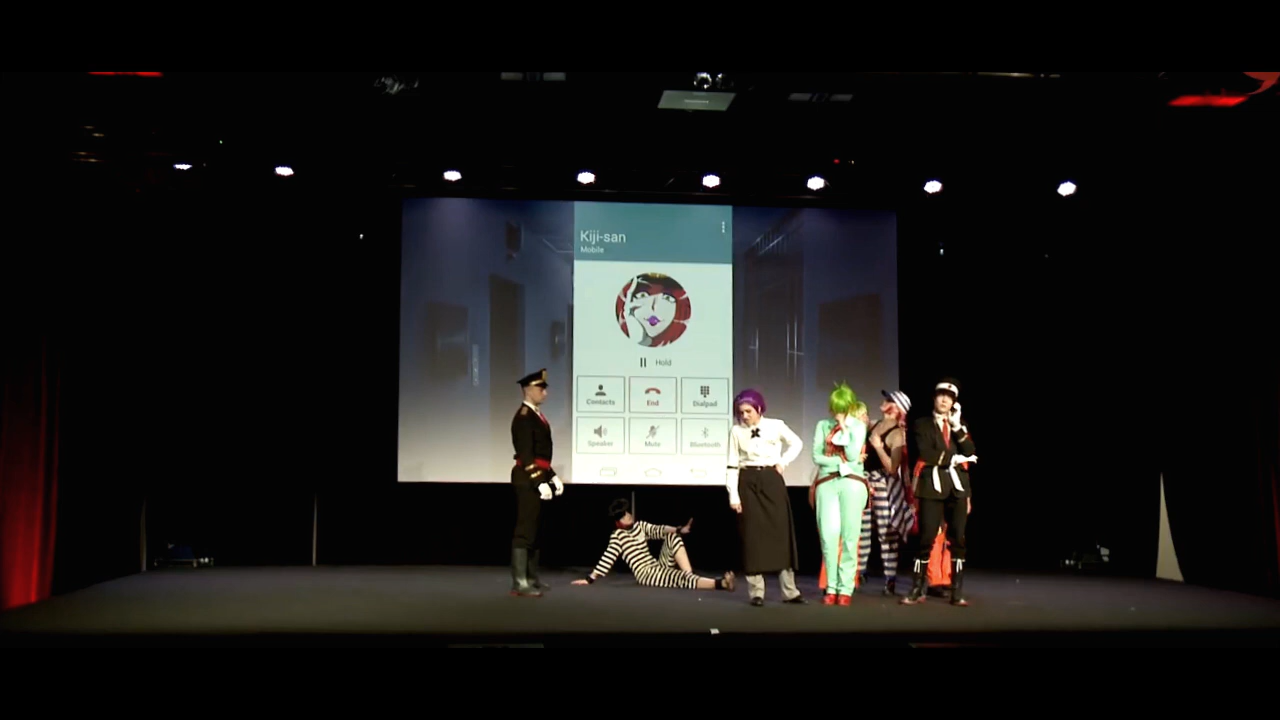 Kiji-san
Mobile
Hold
Contacts
End
Dialpad
Speaker
Mute
Bluetooth